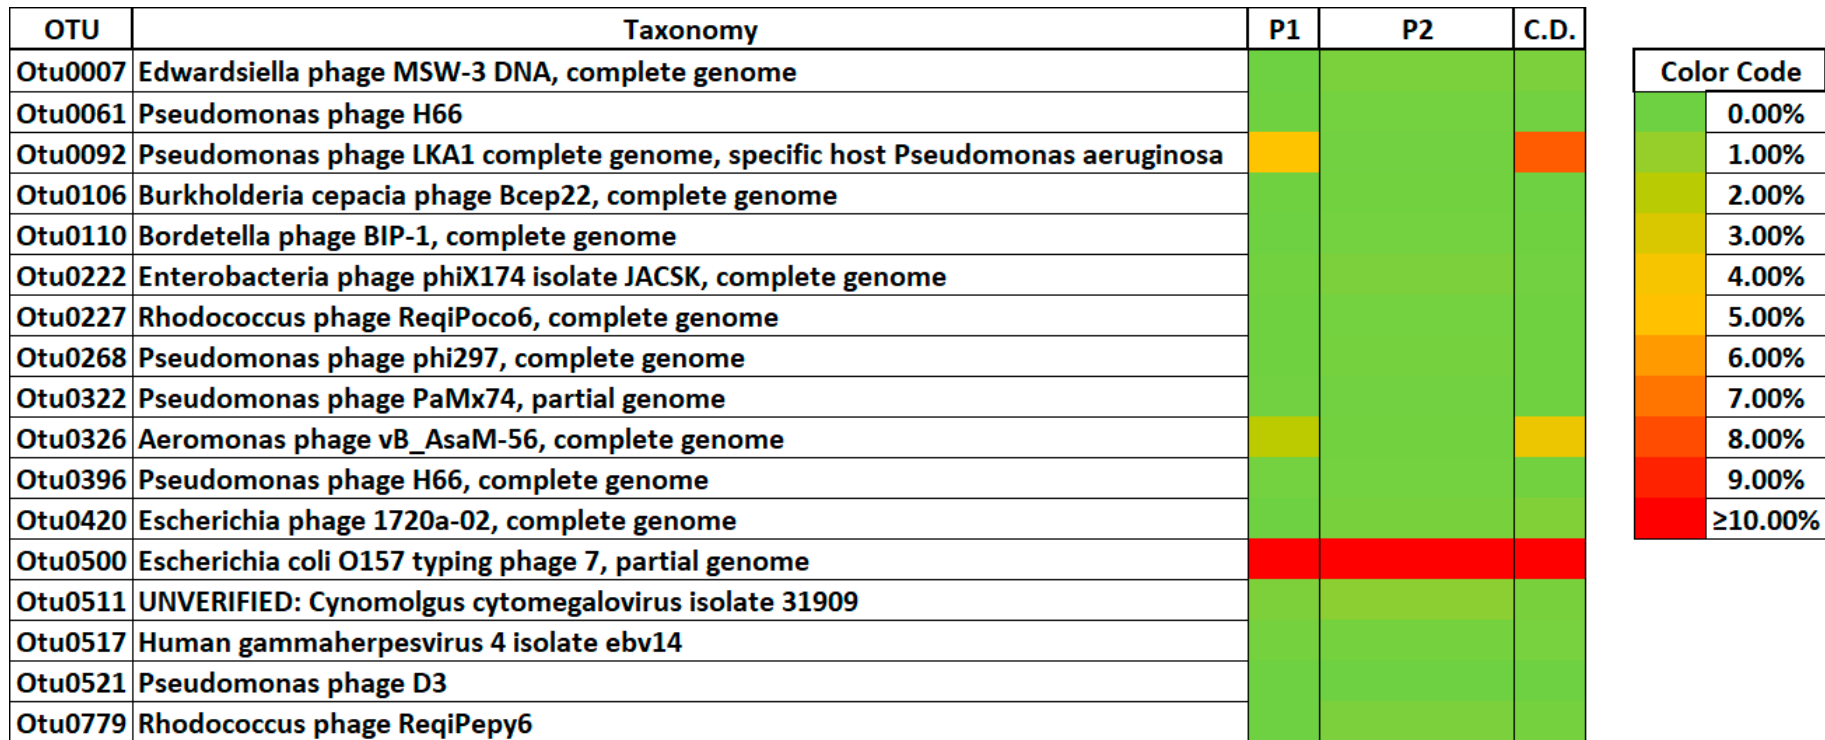 OTU Taxonomy P1 P2 C.D.
Otu0007 Edwardsiella phage MSW-3 DNA, complete genome
Otu0061 Pseudomonas phage H66
Otu0092 Pseudomonas phage LKA1 complete genome, specific host Pseudomonas aeruginosa
Otu0106 Burkholderia cepacia phage Bcep22, complete genome
Otu0110 Bordetella phage BIP-1, complete genome
Otu0222 Enterobacteria phage phiX174 isolate JACSK, complete genome
Otu0227 Rhodococcus phage ReqiPoco6, complete genome
Otu0268 Pseudomonas phage phi297, complete genome
Otu0322 Pseudomonas phage PaMx74, partial genome
Otu0326 Aeromonas phage vB_AsaM-56, complete genome
Otu0396 Pseudomonas phage H66, complete genome
Otu0420 Escherichia phage 1720a-02, complete genome
Otu0500 Escherichia coli O157 typing phage 7, partial genome
Otu0511 UNVERIFIED: Cynomolgus cytomegalovirus isolate 31909
Otu0517 Human gammaherpesvirus 4 isolate ebv14
Otu0521 Pseudomonas phage D3
Otu0779 Rhodococcus phage ReqiPepy6
Color Code
0.00%
1.00%
2.00%
3.00%
4.00%
5.00%
6.00%
7.00%
8.00%
9.00%
≥10.00%